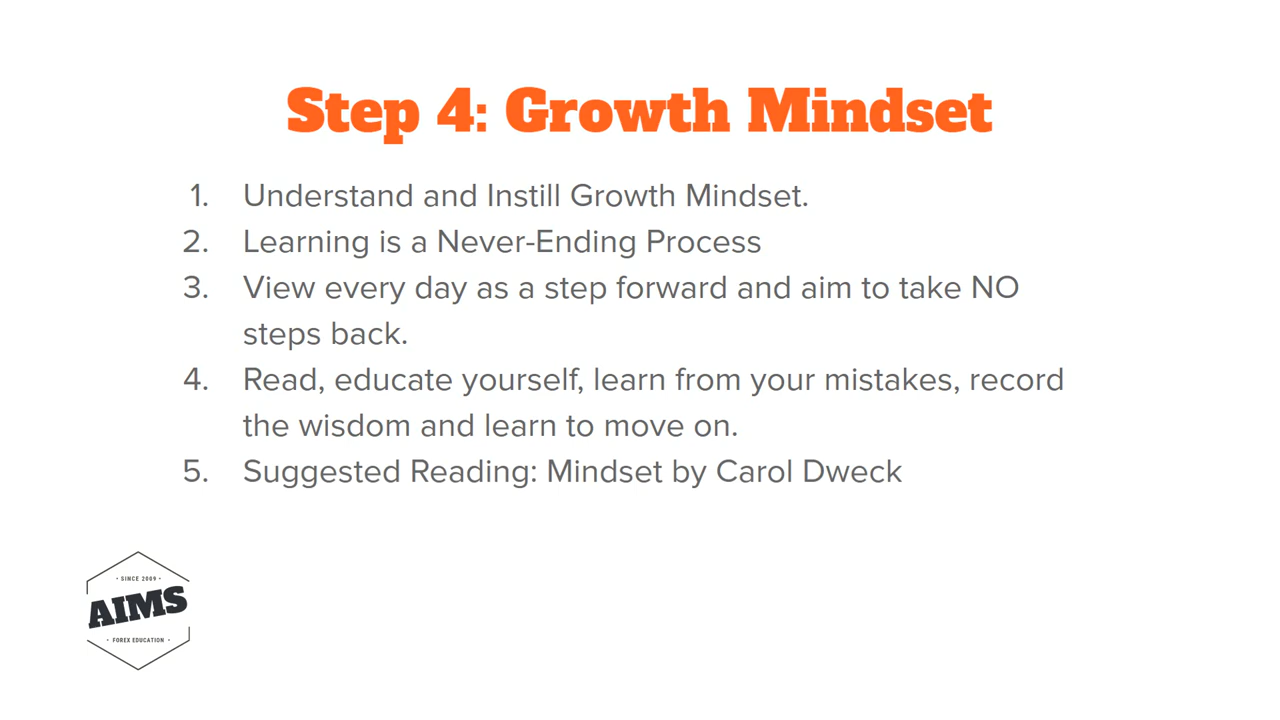 Step 4: Growth Mindset
1. Understand and Instill Growth Mindset.
2. Learning is a Never-Ending Process
3. View every day as a step forward and aim to take NO
steps back.
4. Read, educate yourself, learn from your mistakes, record
the wisdom and learn to move on.
5. Suggested Reading: Mindset by Carol Dweck
• SINCE 2009 •
AIMS
• FOREX EDUCATION •